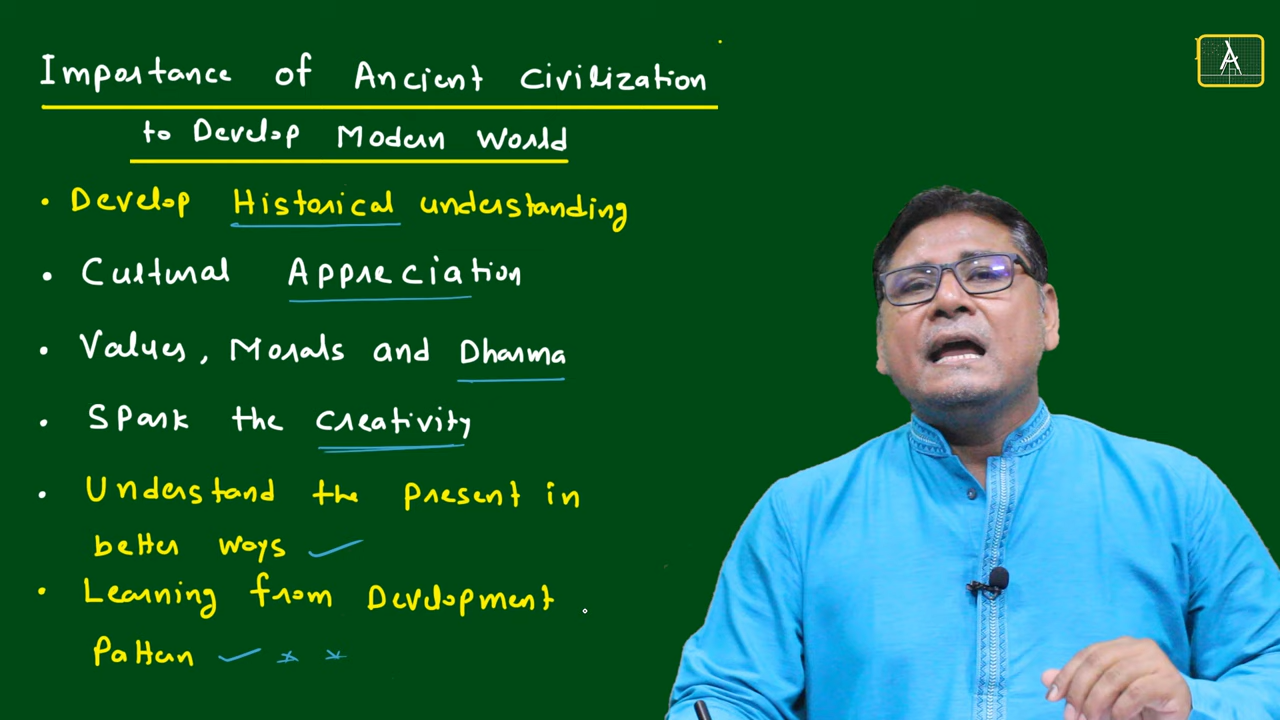 Importance of Ancient Civilization
to Develop Modern World
• Develop Historical understanding
• Cultural Appreciation
• Values, Morals and Dharma
• Spark the creativity
• Understand the present in
better ways
• Learning from Development
Pattern